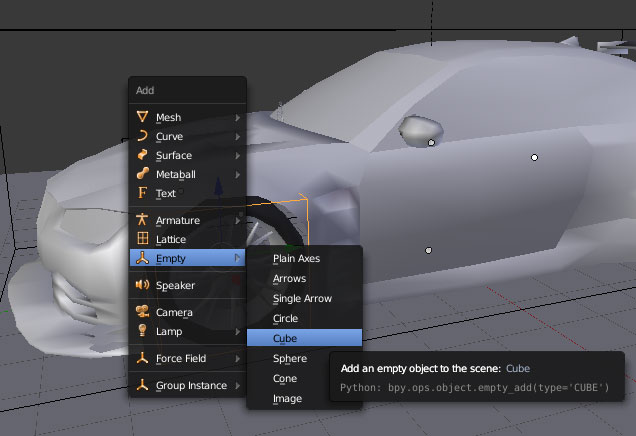 Add
Mesh
Curve
Surface
Metaball
Text
Armature
Lattice
Empty
Speaker
Camera
Lamp
Force Field
Group Instance
Plain Axes
Arrows
Single Arrow
Circle
Cube
Sphere
Cone
Image
Add an empty object to the scene: Cube
Python: bpy.ops.object.empty_add(type='CUBE')